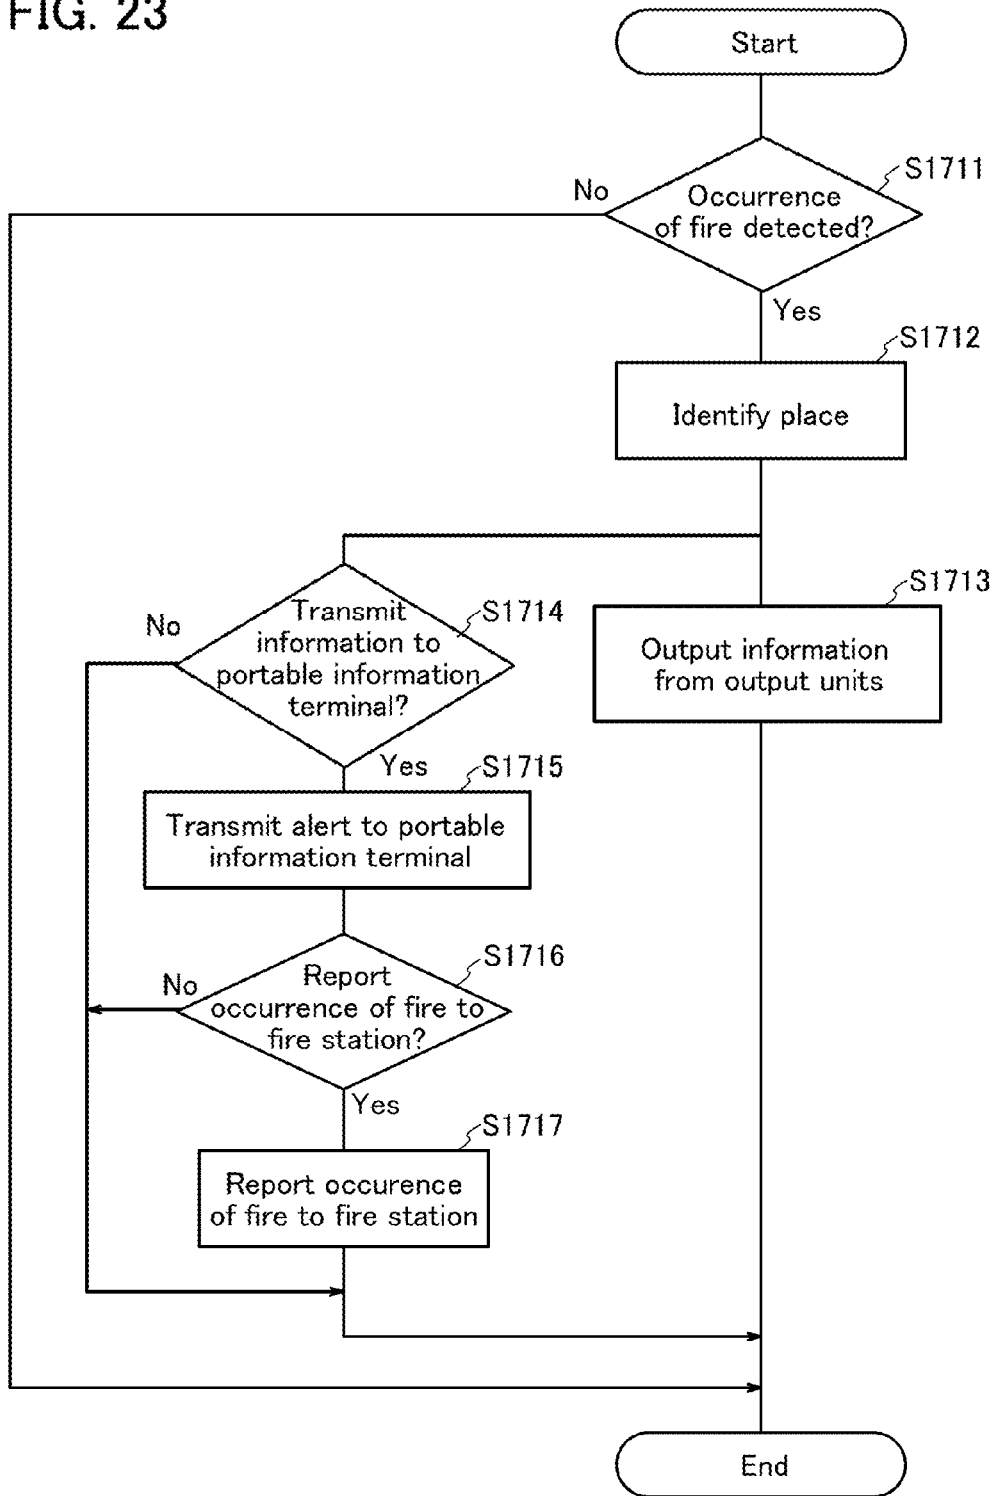 FIG. 23
Start
S1711
No
Occurrence
of fire detected?
Yes
S1712
Identify place
S1713
Output information
from output units
No
S1714
Transmit
information to
portable information
terminal?
Yes
S1715
Transmit alert to portable
information terminal
S1716
No
Report
occurrence of fire to
fire station?
Yes
S1717
Report occurence
of fire to fire station
End